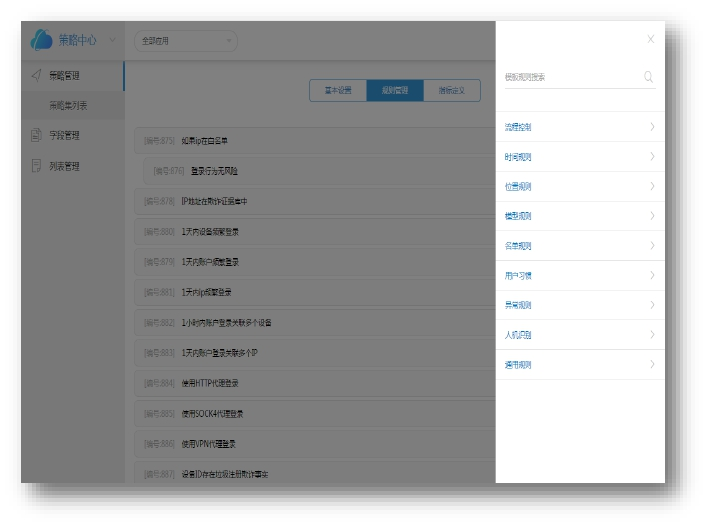 策略中心
全部应用
策略管理
策略集列表
字段管理
列表管理
基本设置 规则管理 指标定义
[编号:875] 如果ip在白名单
[编号:876] 登录行为无风险
[编号:878] IP地址在欺诈证据库中
[编号:880] 1天内设备频繁登录
[编号:879] 1天内账户频繁登录
[编号:881] 1天内ip频繁登录
[编号:882] 1小时内账户登录关联多个设备
[编号:883] 1天内账户登录关联多个IP
[编号:884] 使用HTTP代理登录
[编号:885] 使用SOCK4代理登录
[编号:886] 使用VPN代理登录
[编号:887] 设备ID存在垃圾注册欺诈事实
模板规则搜索
流程控制
时间规则
位置规则
模型规则
名单规则
用户习惯
异常规则
人机识别
通用规则